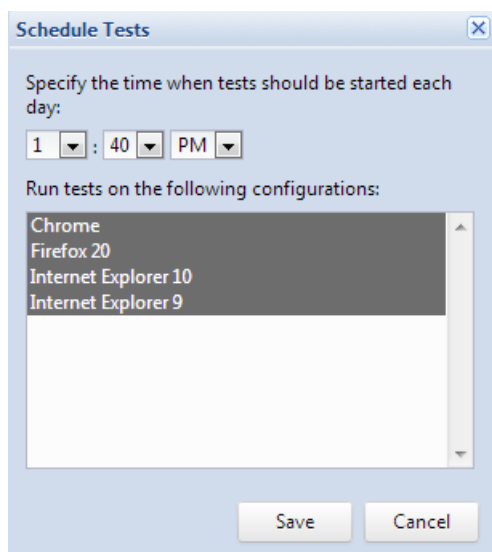 Schedule Tests
Specify the time when tests should be started each
day:
1 : 40 PM
Run tests on the following configurations:
Chrome
Firefox 20
Internet Explorer 10
Internet Explorer 9
Save Cancel